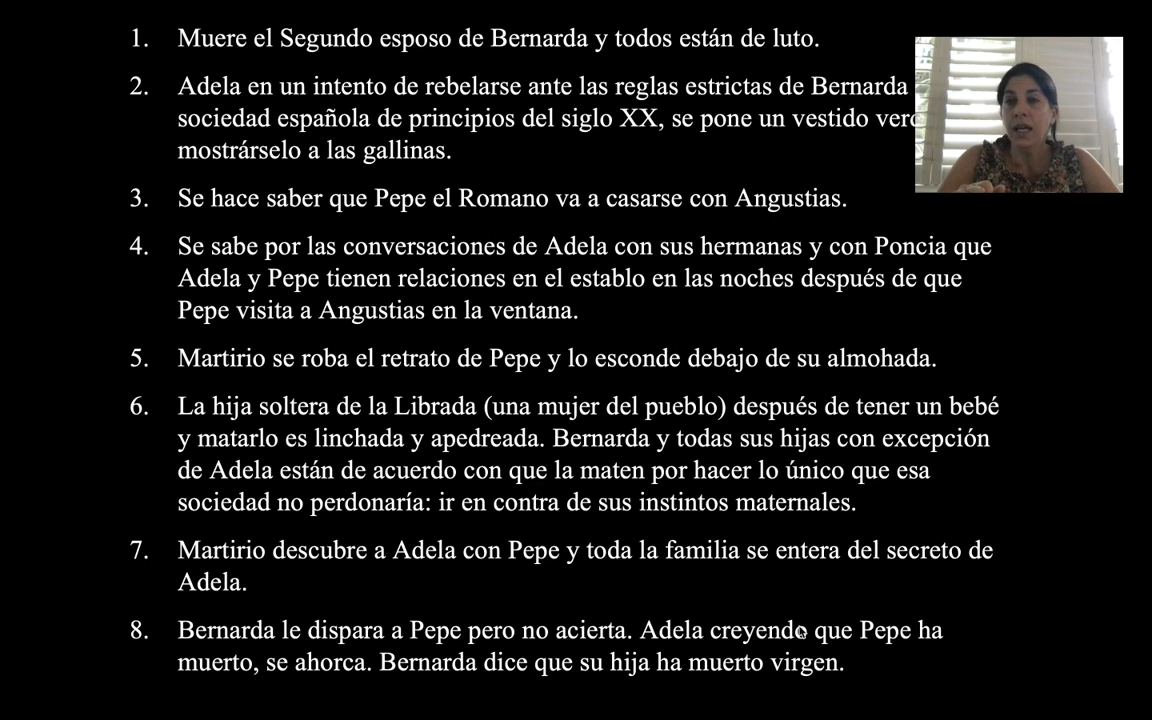 1. Muere el Segundo esposo de Bernarda y todos están de luto.
2. Adela en un intento de rebelarse ante las reglas estrictas de Bernarda
sociedad española de principios del siglo XX, se pone un vestido
mostrárselo a las gallinas.
3. Se hace saber que Pepe el Romano va a casarse con Angustias.
4. Se sabe por las conversaciones de Adela con sus hermanas y con Poncia que
Adela y Pepe tienen relaciones en el establo en las noches después de que
Pepe visita a Angustias en la ventana.
5. Martirio se roba el retrato de Pepe y lo esconde debajo de su almohada.
6. La hija soltera de la Librada (una mujer del pueblo) después de tener un bebé
y matarlo es linchada y apedreada. Bernarda y todas sus hijas con excepción
de Adela están de acuerdo con que la maten por hacer lo único que esa
sociedad no perdonaría: ir en contra de sus instintos maternales.
7. Martirio descubre a Adela con Pepe y toda la familia se entera del secreto de
Adela.
8. Bernarda le dispara a Pepe pero no acierta. Adela creyendo que Pepe ha
muerto, se ahorca. Bernarda dice que su hija ha muerto virgen.